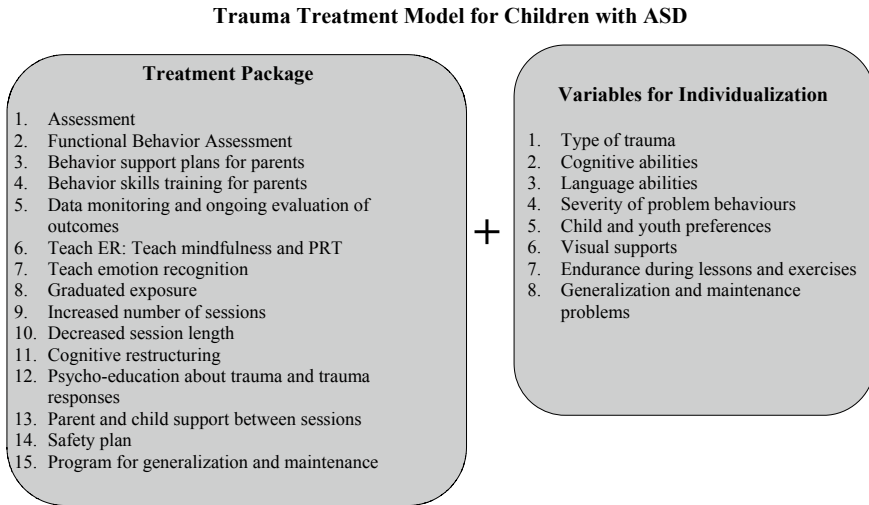 Trauma Treatment Model for Children with ASD
Treatment Package
1. Assessment
2. Functional Behavior Assessment
3. Behavior support plans for parents
4. Behavior skills training for parents
5. Data monitoring and ongoing evaluation of
outcomes
6. Teach ER: Teach mindfulness and PRT
7. Teach emotion recognition
8. Graduated exposure
9. Increased number of sessions
10. Decreased session length
11. Cognitive restructuring
12. Psycho-education about trauma and trauma
responses
13. Parent and child support between sessions
14. Safety plan
15. Program for generalization and maintenance
+
Variables for Individualization
1. Type of trauma
2. Cognitive abilities
3. Language abilities
4. Severity of problem behaviours
5. Child and youth preferences
6. Visual supports
7. Endurance during lessons and exercises
8. Generalization and maintenance
problems